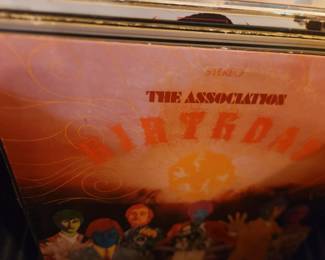 STEREO
THE ASSOCIATION
BIRTHDAY